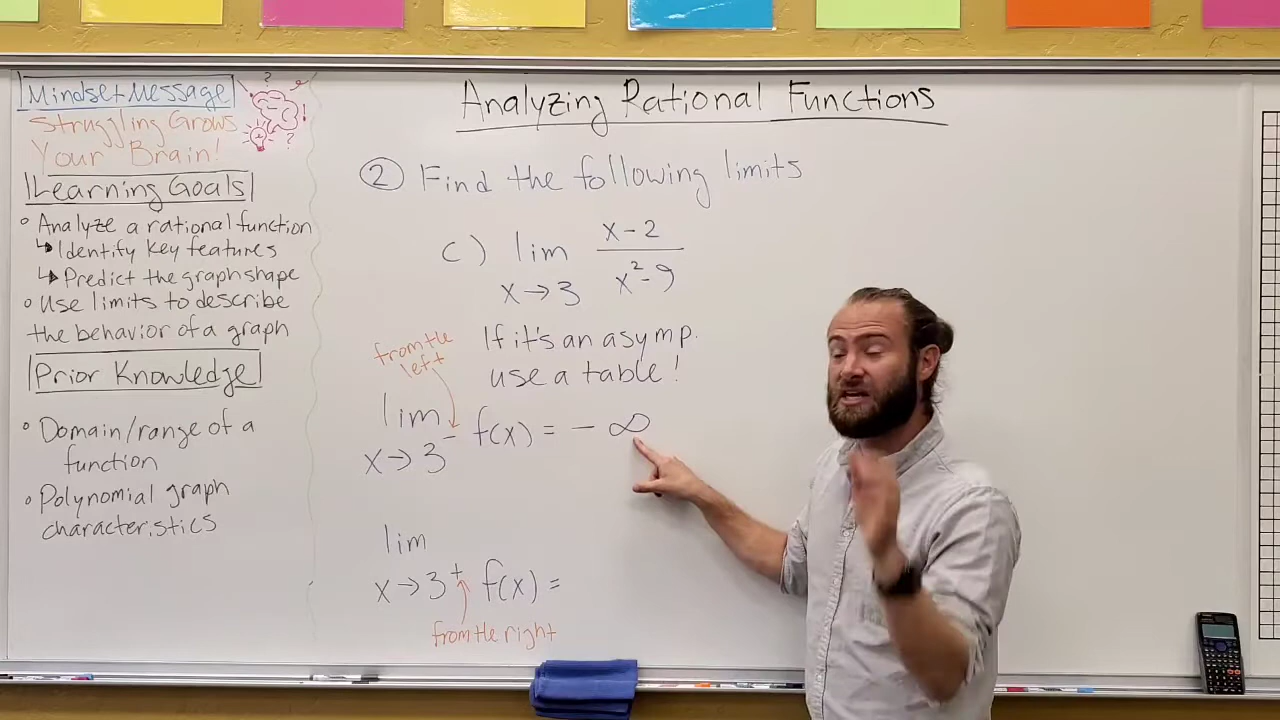 Mindset Message
Struggling Grows
Your Brain!
Learning Goals
◦ Analyze a rational function
↳ Identify key features
↳ Predict the graph shape
◦ Use limits to describe
the behavior of a graph
Prior Knowledge
◦ Domain/range of a
function
◦ Polynomial graph
characteristics
Analyzing Rational Functions
② Find the following limits
c) lim x-2
x→3 x²-9
If it's an asymp.
use a table!
from the
left
lim
x→3⁻ f(x) = -∞
lim
x→3⁺ f(x) =
from the right